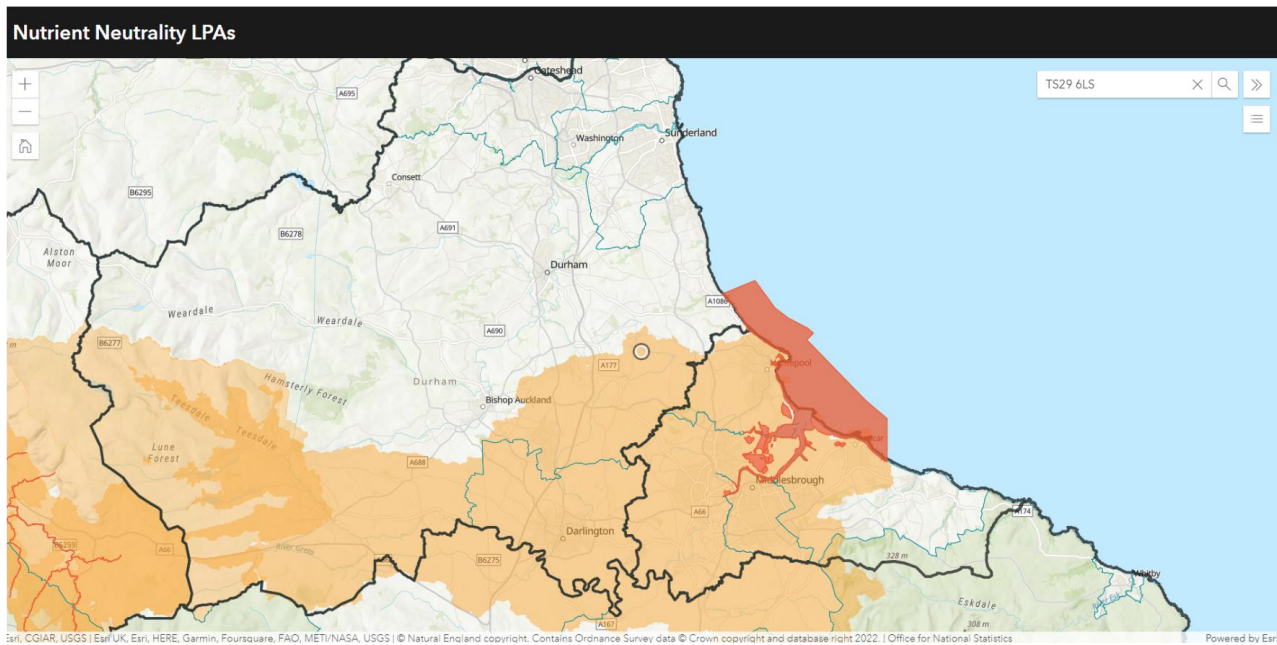 Nutrient Neutrality LPAs
Gateshead
TS29 6LS
A695
Washington
Sunderland
Consett
B6295
A691
B6278
Alston
Moor
Durham
A1086
Weardale
Weardale
A690
B6277
A177
Hamsterly Forest
Durham
Bishop Auckland
Teesdale
Teesdale
Lune
Forest
A688
Middlesbrough
A66
Darlington
A66
B6275
A174
328 m
Whitby
Eskdale
308 m
A167
Esri, CGIAR, USGS | Esri UK, Esri, HERE, Garmin, Foursquare, FAO, METI/NASA, USGS | © Natural England copyright. Contains Ordnance Survey data © Crown copyright and database right 2022. | Office for National Statistics
Powered by Esri